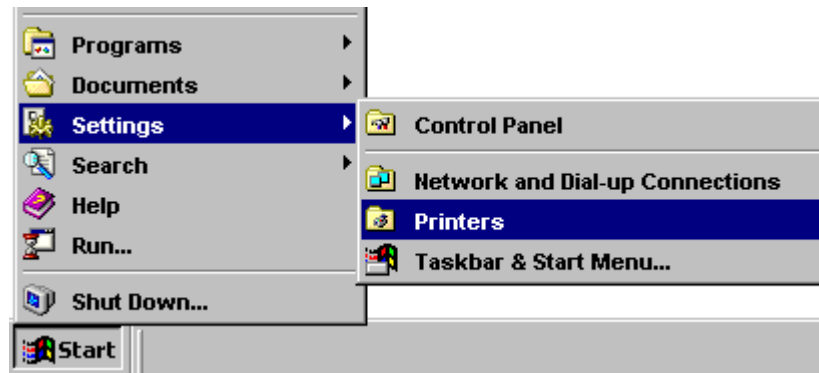 Programs
Documents
Settings
Search
Help
Run...
Shut Down...
Start
Control Panel
Network and Dial-up Connections
Printers
Taskbar & Start Menu...